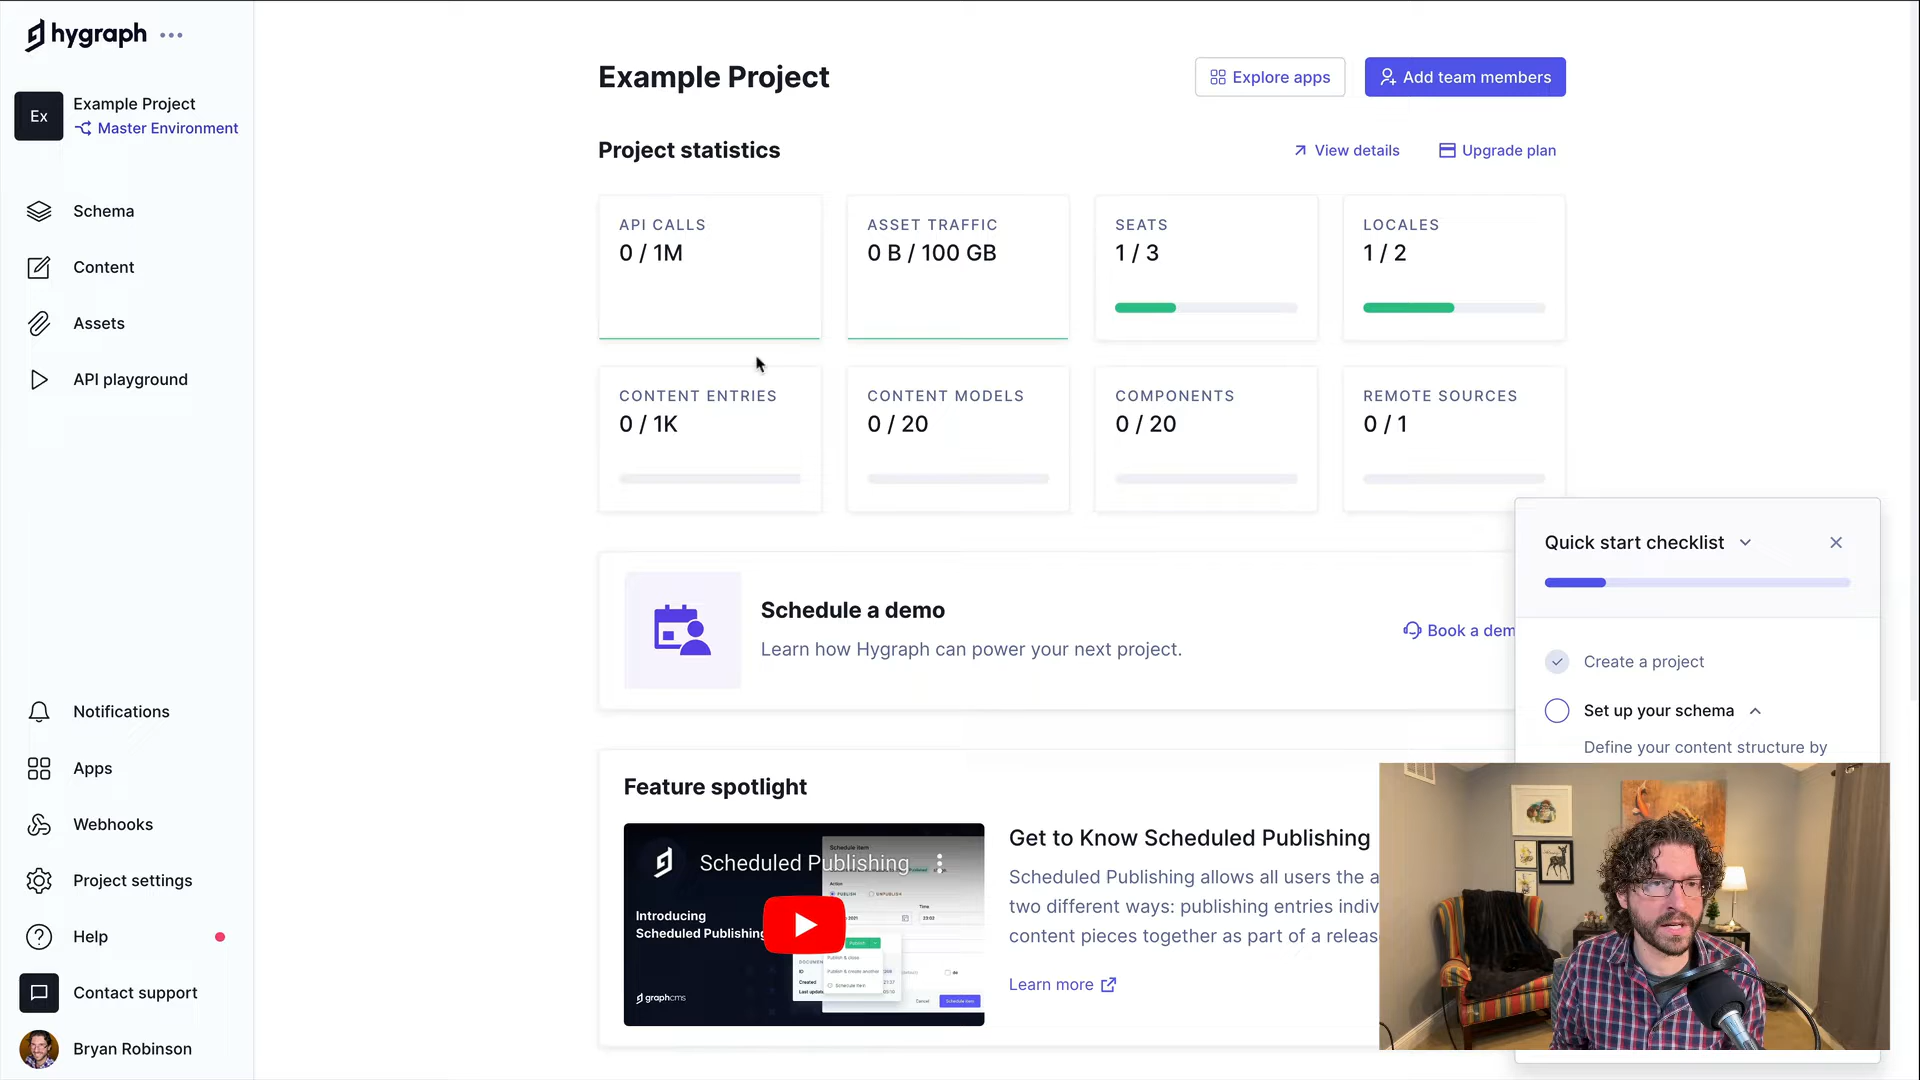 hygraph
Ex
Example Project
Master Environment
Schema
Content
Assets
API playground
Notifications
Apps
Webhooks
Project settings
Help
Contact support
Bryan Robinson
Example Project
Explore apps
Add team members
Project statistics
View details
Upgrade plan
API CALLS
0 / 1M
ASSET TRAFFIC
0 B / 100 GB
SEATS
1 / 3
LOCALES
1 / 2
CONTENT ENTRIES
0 / 1K
CONTENT MODELS
0 / 20
COMPONENTS
0 / 20
REMOTE SOURCES
0 / 1
Schedule a demo
Learn how Hygraph can power your next project.
Book a dem
Quick start checklist
Create a project
Set up your schema
Define your content structure by
Feature spotlight
Scheduled Publishing
Introducing
Scheduled Publishing
graphcms
Get to Know Scheduled Publishing
Scheduled Publishing allows all users the a
two different ways: publishing entries indiv
content pieces together as part of a releas
Learn more